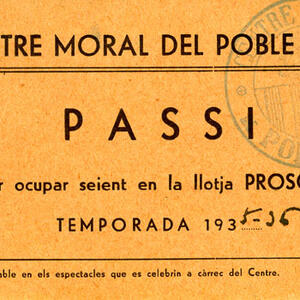 TRE MORAL DEL POBLE
PASSI
r ocupar seient en la llotja PROSC
TEMPORADA 1935-36
able en els espectacles que es celebrin a càrrec del Centre.